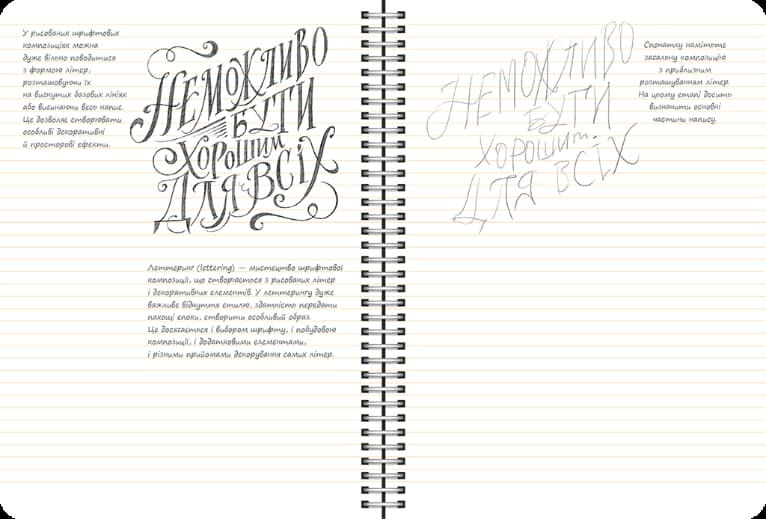 У рисованих шрифтових
композиціях можна
дуже вільно поводитися
з формою літер,
розташовуючи їх
на вигнутих базових лініях
або вигинаючи весь напис.
Це дозволяє створювати
особливі декоративні
й просторові ефекти.
НЕМОЖЛИВО
БУТИ
ХОРОШИМ
ДЛЯ ВСІХ
Леттеринг (lettering) — мистецтво шрифтової
композиції, що створюється з рисованих літер
і декоративних елементів. У леттерингу дуже
важливе відчуття стилю, здатність передати
пахощі епохи, створити особливий образ.
Це досягається і вибором шрифту, і побудовою
композиції, і додатковими елементами,
і різними прийомами декорування самих літер.
НЕМОЖЛИВО
БУТИ
ХОРОШИМ
ДЛЯ ВСІХ
Спочатку намітьте
загальну композицію
з приблизним
розташуванням літер.
На цьому етапі досить
визначити основні
частини напису.